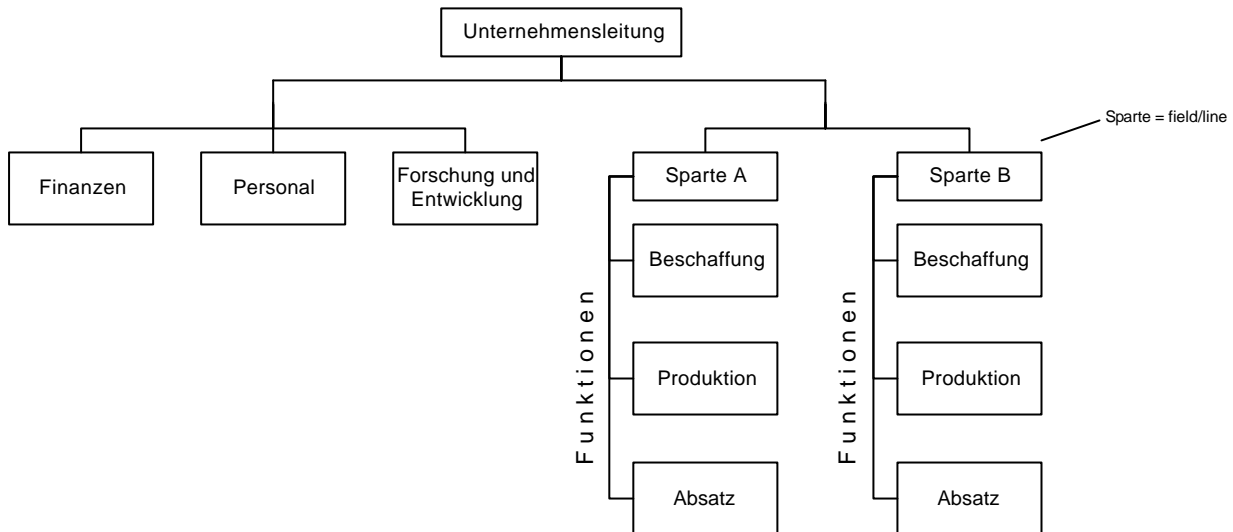 Unternehmensleitung
Sparte = field/line
Finanzen
Personal
Forschung und
Entwicklung
Sparte A
Sparte B
Beschaffung
Beschaffung
Funktionen
Funktionen
Produktion
Produktion
Absatz
Absatz